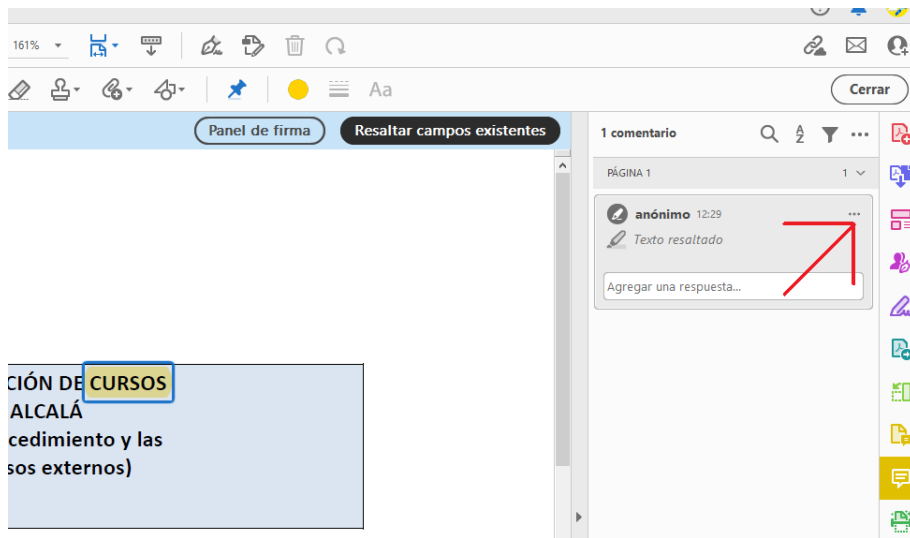 161%
Aa
Cerrar
Panel de firma
Resaltar campos existentes
1 comentario
A
Z
PÁGINA 1
1
anónimo 12:29
Texto resaltado
Agregar una respuesta...
CIÓN DE CURSOS
ALCALÁ
cedimiento y las
sos externos)